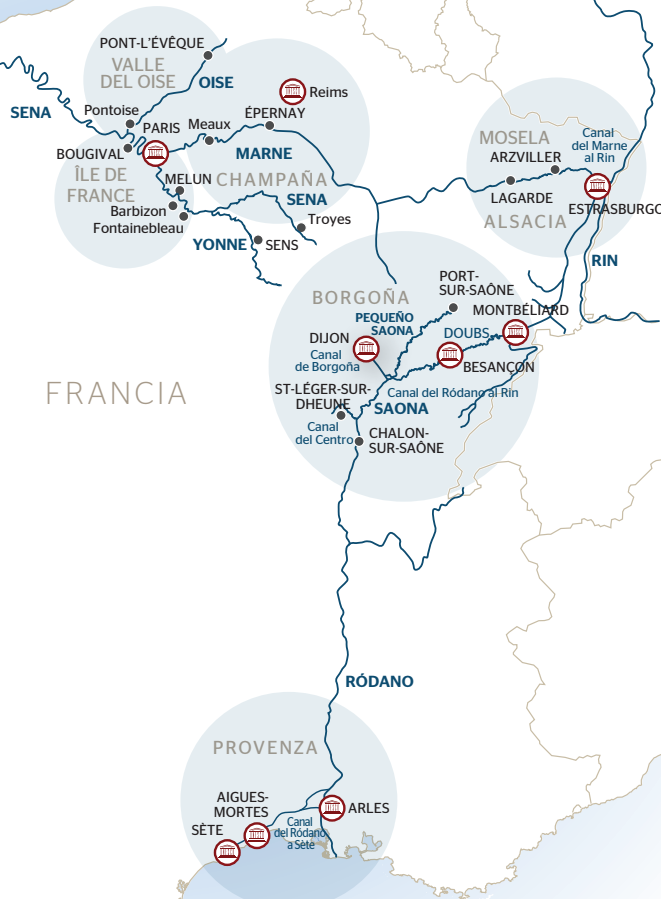 PONT-L’ÉVÊQUE
VALLE
DEL OISE
OISE
SENA
Reims
Pontoise
ÉPERNAY
PARIS
Meaux
BOUGIVAL
MARNE
ÎLE DE
FRANCE
MELUN
CHAMPAÑA
SENA
Barbizon
Fontainebleau
Troyes
YONNE
SENS
MOSELA
Canal
del Marne
al Rin
ARZVILLER
LAGARDE
ESTRASBURGO
ALSACIA
RIN
BORGOÑA
PORT-
SUR-SAÔNE
PEQUEÑO
SAONA
MONTBÉLIARD
DIJON
DOUBS
Canal
de Borgoña
BESANÇON
ST-LÉGER-SUR-
DHEUNE
Canal del Ródano al Rin
SAONA
Canal
del Centro
CHALON-
SUR-SAÔNE
FRANCIA
RÓDANO
PROVENZA
AIGUES-
MORTES
ARLES
SÈTE
Canal
del Ródano
a Sète